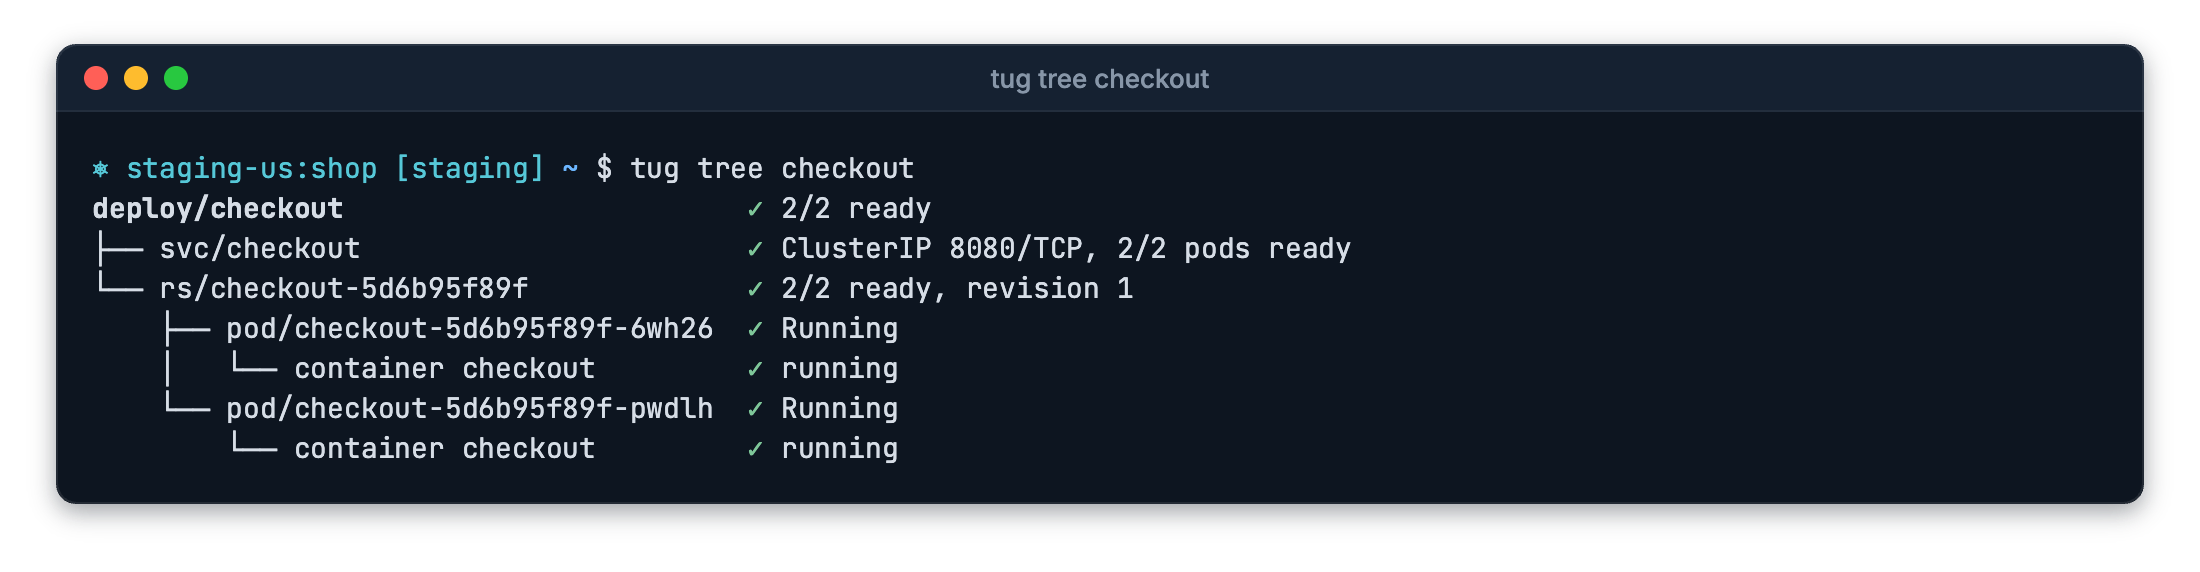 tug tree checkout
⎈ staging-us:shop [staging] ~ $ tug tree checkout
deploy/checkout                        ✓ 2/2 ready
├── svc/checkout                       ✓ ClusterIP 8080/TCP, 2/2 pods ready
└── rs/checkout-5d6b95f89f             ✓ 2/2 ready, revision 1
    ├── pod/checkout-5d6b95f89f-6wh26  ✓ Running
    │   └── container checkout         ✓ running
    └── pod/checkout-5d6b95f89f-pwdlh  ✓ Running
        └── container checkout         ✓ running